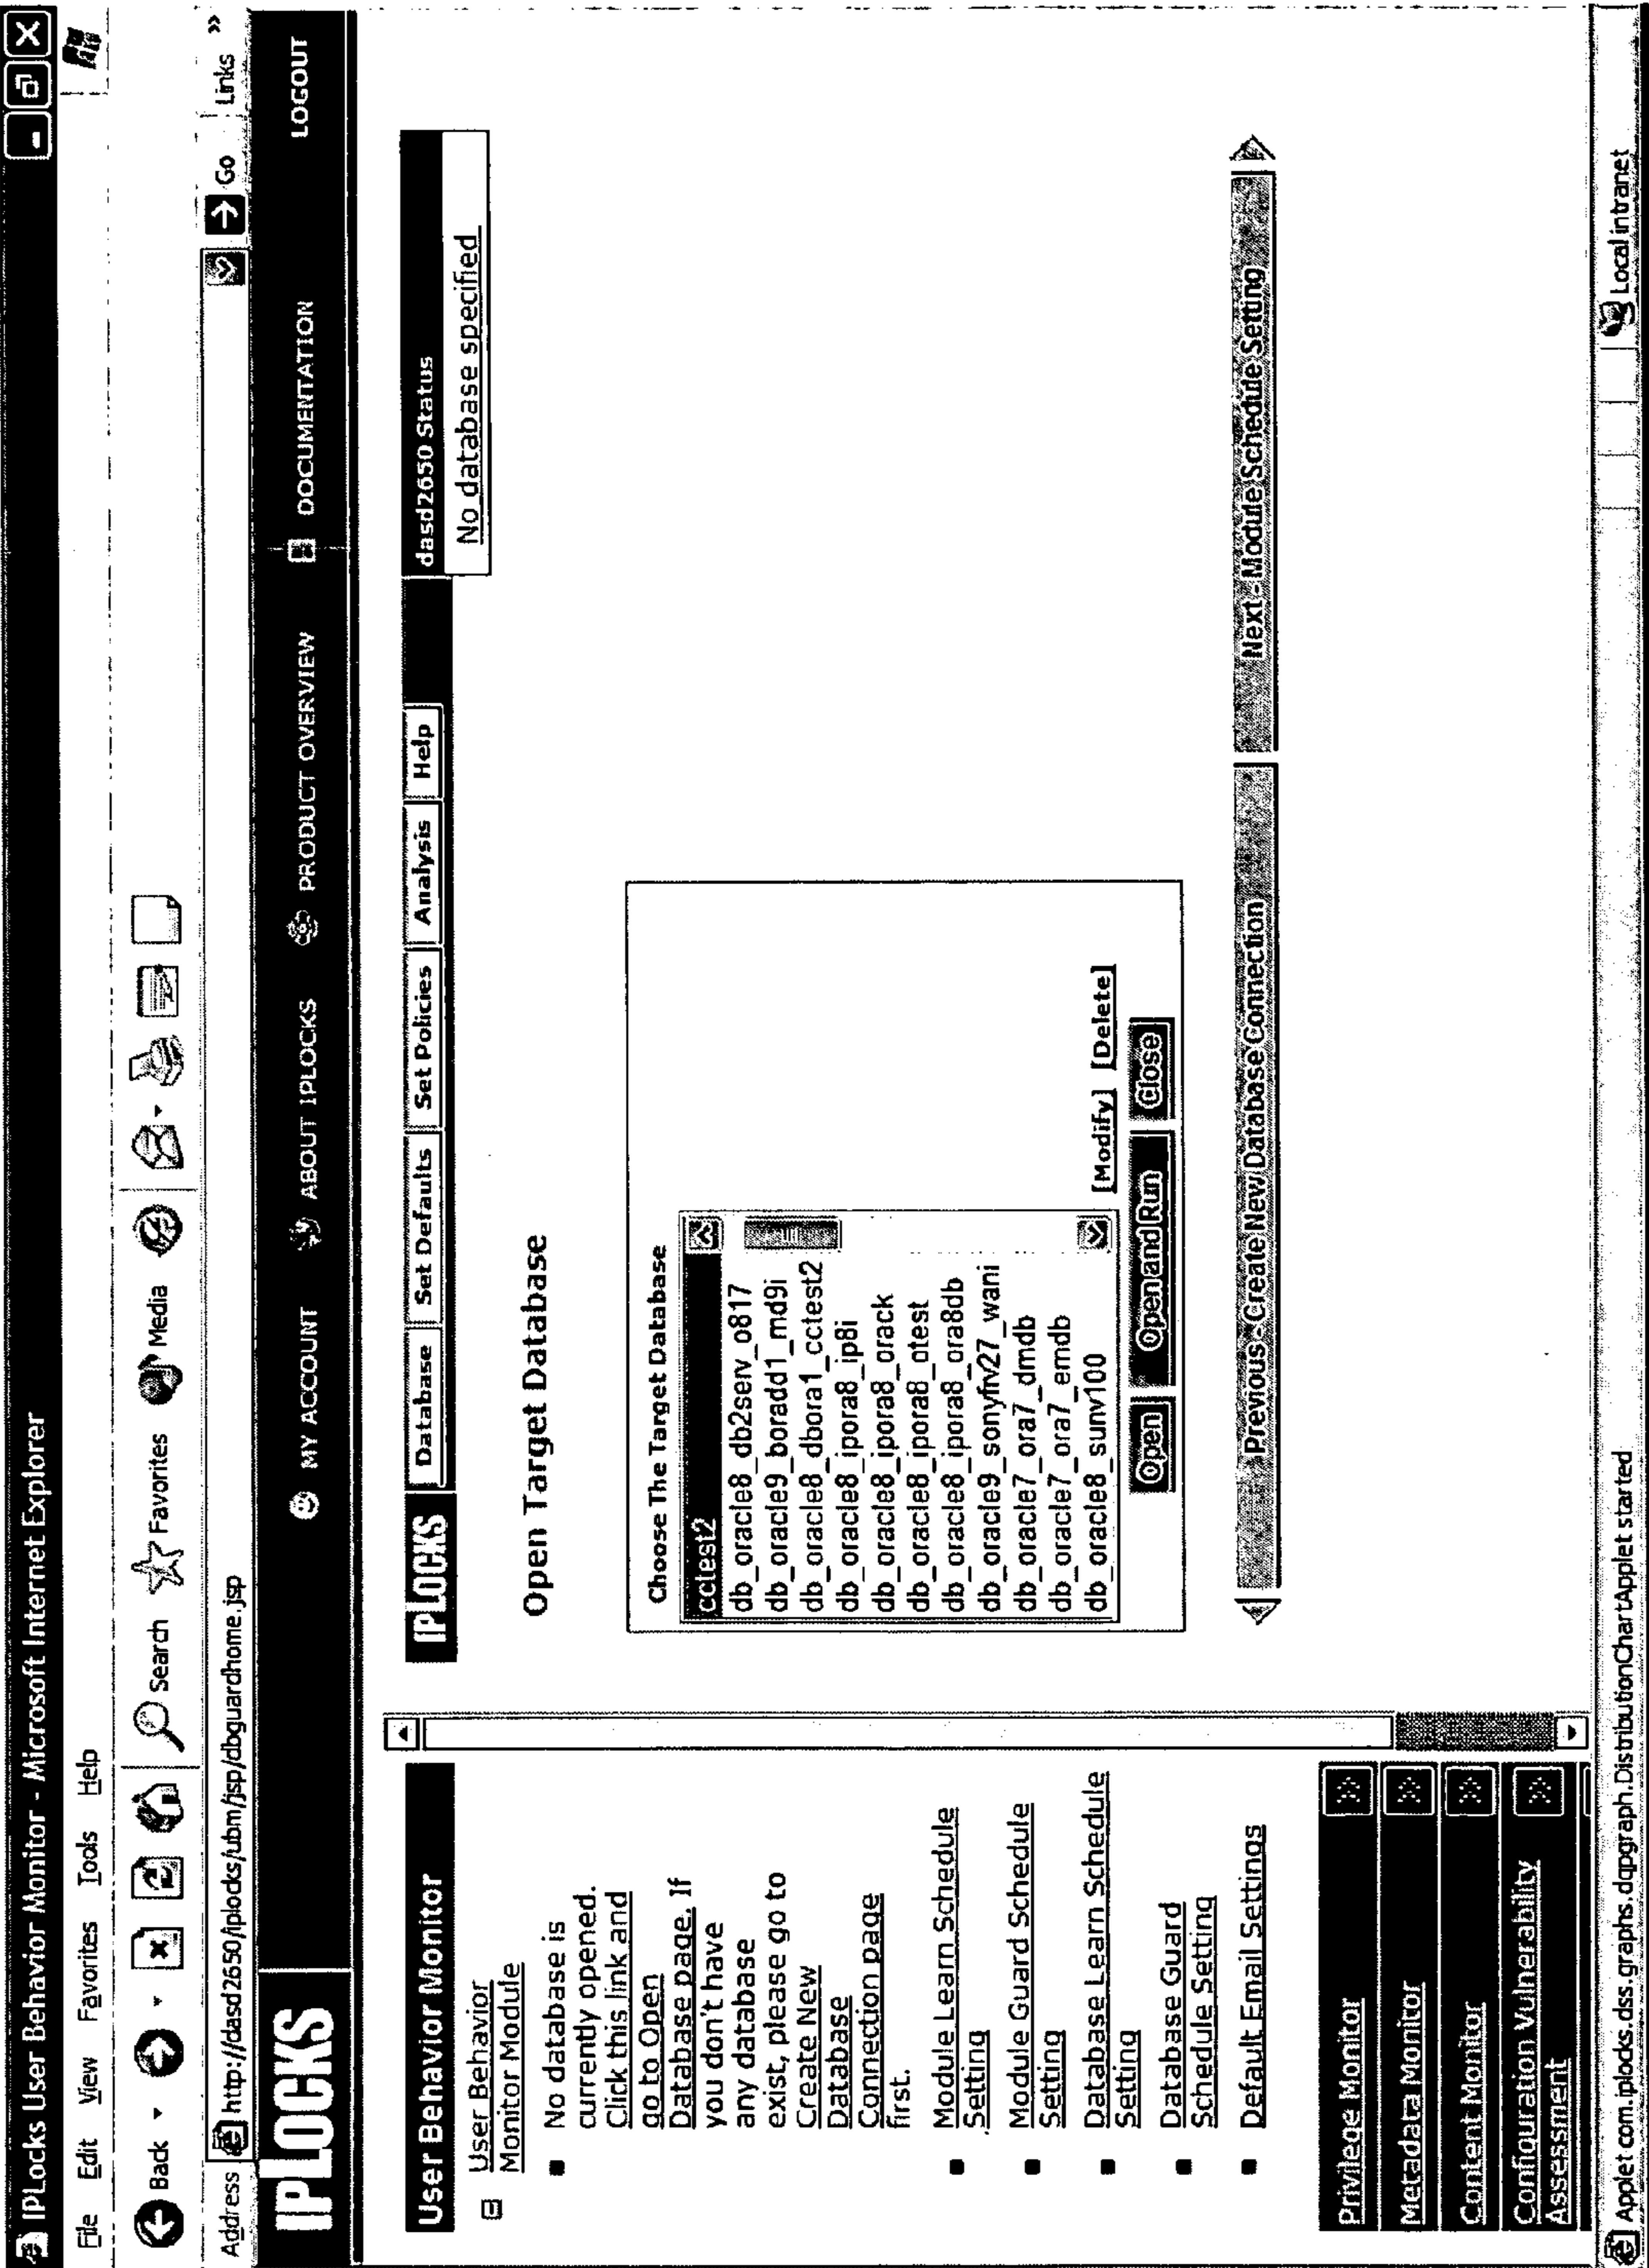 IPLocks User Behavior Monitor - Microsoft Internet Explorer
File Edit View Favorites Tools Help
Back Search Favorites Media
Address http://dasd2650/iplocks/ubm/jsp/dbguardhome.jsp Go Links »
IPLOCKS
MY ACCOUNT ABOUT IPLOCKS PRODUCT OVERVIEW DOCUMENTATION LOGOUT
User Behavior Monitor
User Behavior
Monitor Module
No database is
currently opened.
Click this link and
go to Open
Database page. If
you don't have
any database
exist, please go to
Create New
Database
Connection page
first.
Module Learn Schedule
Setting
Module Guard Schedule
Setting
Database Learn Schedule
Setting
Database Guard
Schedule Setting
Default Email Settings
Privilege Monitor
Metadata Monitor
Content Monitor
Configuration Vulnerability
Assessment
IPLOCKS
Database Set Defaults Set Policies Analysis Help
dasd2650 Status
No database specified
Open Target Database
Choose The Target Database
cctest2
db_oracle8_db2serv_o817
db_oracle9_boradd1_md9i
db_oracle8_dbora1_cctest2
db_oracle8_ipora8_ip8i
db_oracle8_ipora8_orack
db_oracle8_ipora8_otest
db_oracle8_ipora8_ora8db
db_oracle9_sonyfrv27_wani
db_oracle7_ora7_dmdb
db_oracle7_ora7_emdb
db_oracle8_sunv100
[Modify] [Delete]
Open Open and Run Close
Previous - Create New Database Connection
Next - Module Schedule Setting
Applet com.iplocks.dss.graphs.dqpgraph.DistributionChartApplet started
Local intranet